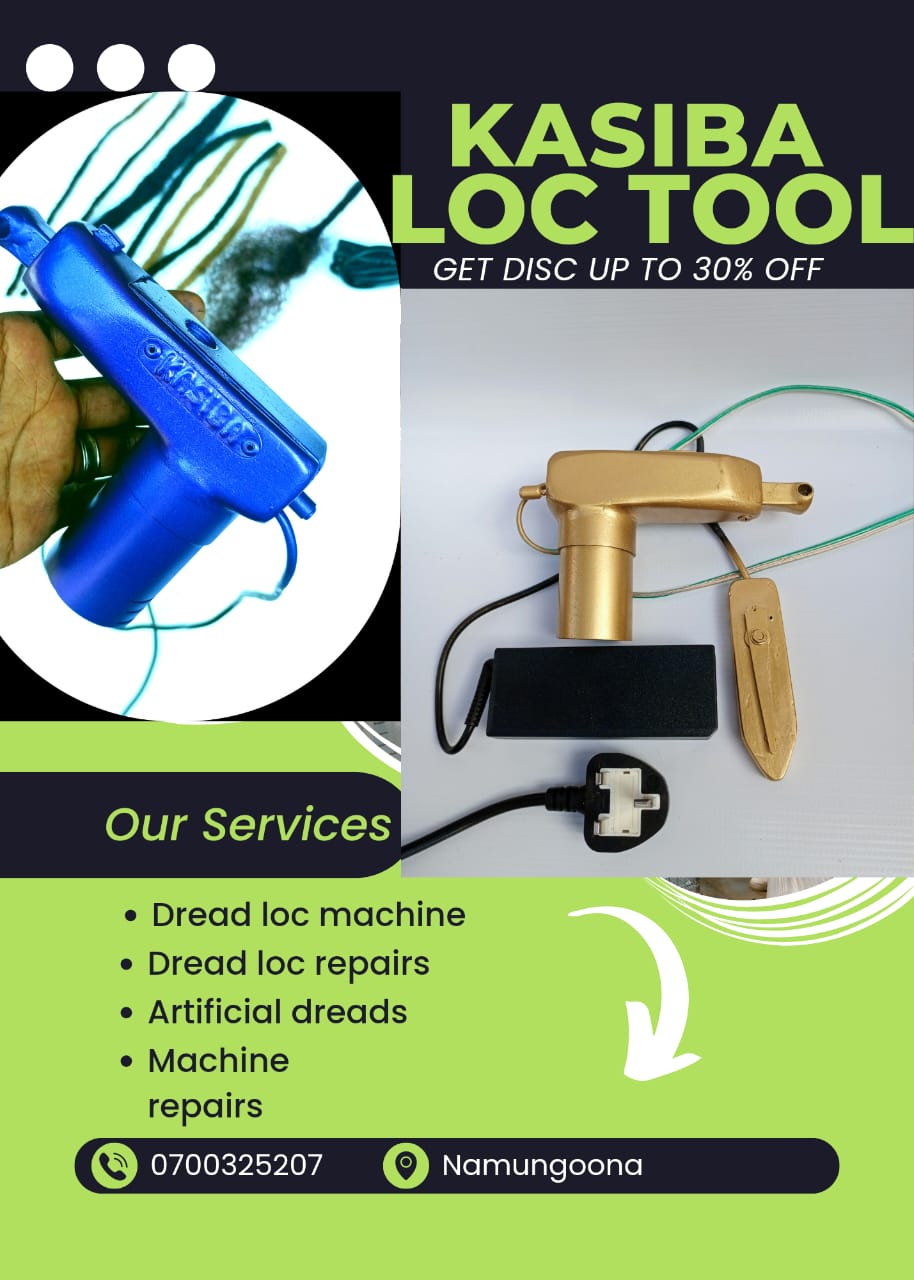 KASIBA
LOC TOOL
GET DISC UP TO 30% OFF
KASIBA
Our Services
• Dread loc machine
• Dread loc repairs
• Artificial dreads
• Machine
repairs
0700325207
Namungoona